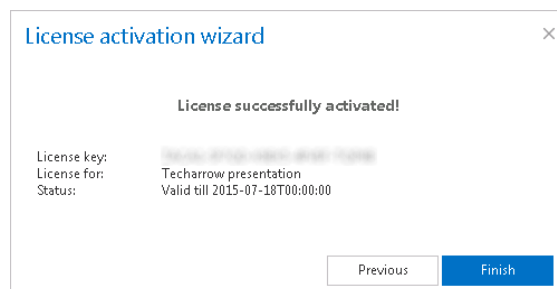 License activation wizard
License successfully activated!
License key:
License for: Techarrow presentation
Status: Valid till 2015-07-18T00:00:00
Previous Finish